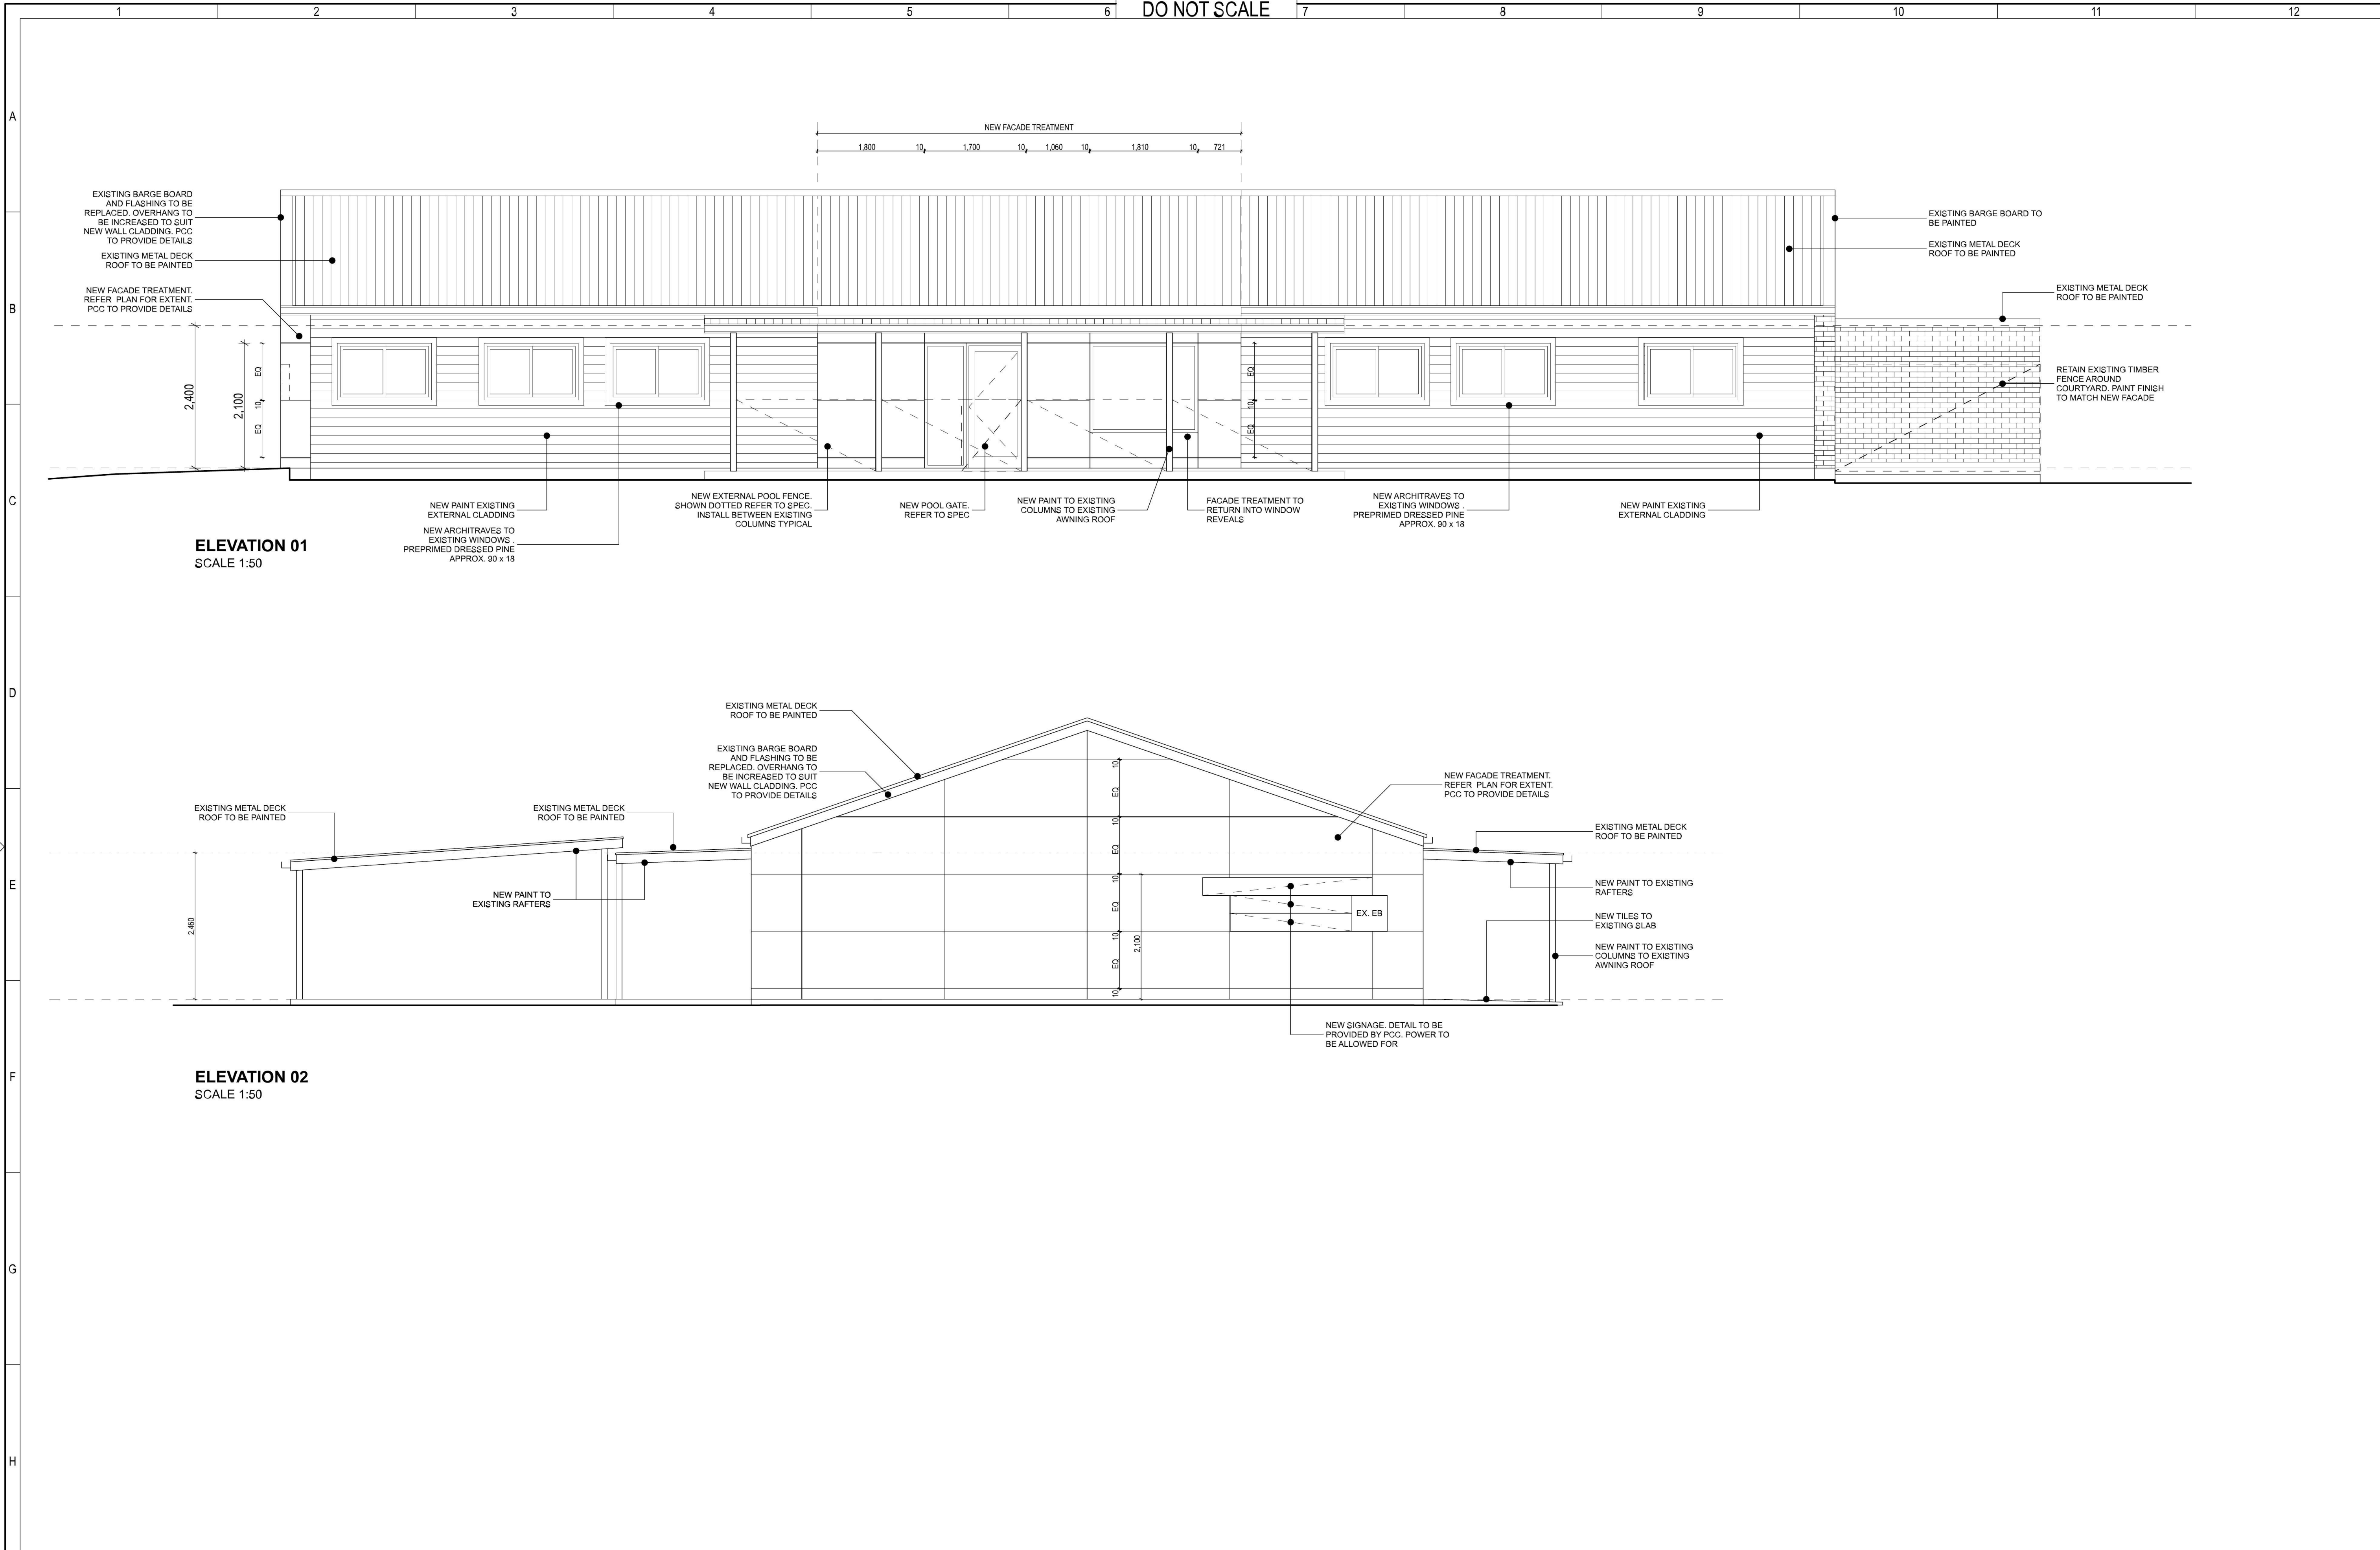 1 2 3 4 5 6 DO NOT SCALE 7 8 9 10 11 12
A
B
C
D
E
F
G
H
NEW FACADE TREATMENT
1,800 10 1,700 10 1,060 10 1,810 10 721
EXISTING BARGE BOARD
AND FLASHING TO BE
REPLACED. OVERHANG TO
BE INCREASED TO SUIT
NEW WALL CLADDING. PCC
TO PROVIDE DETAILS
EXISTING METAL DECK
ROOF TO BE PAINTED
NEW FACADE TREATMENT.
REFER PLAN FOR EXTENT.
PCC TO PROVIDE DETAILS
2,400
2,100
EQ
10
EQ
EQ
10
EQ
EXISTING BARGE BOARD TO
BE PAINTED
EXISTING METAL DECK
ROOF TO BE PAINTED
EXISTING METAL DECK
ROOF TO BE PAINTED
RETAIN EXISTING TIMBER
FENCE AROUND
COURTYARD. PAINT FINISH
TO MATCH NEW FACADE
NEW PAINT EXISTING
EXTERNAL CLADDING
NEW ARCHITRAVES TO
EXISTING WINDOWS .
PREPRIMED DRESSED PINE
APPROX. 90 x 18
NEW EXTERNAL POOL FENCE.
SHOWN DOTTED REFER TO SPEC.
INSTALL BETWEEN EXISTING
COLUMNS TYPICAL
NEW POOL GATE.
REFER TO SPEC
NEW PAINT TO EXISTING
COLUMNS TO EXISTING
AWNING ROOF
FACADE TREATMENT TO
RETURN INTO WINDOW
REVEALS
NEW ARCHITRAVES TO
EXISTING WINDOWS .
PREPRIMED DRESSED PINE
APPROX. 90 x 18
NEW PAINT EXISTING
EXTERNAL CLADDING
ELEVATION 01
SCALE 1:50
EXISTING METAL DECK
ROOF TO BE PAINTED
EXISTING BARGE BOARD
AND FLASHING TO BE
REPLACED. OVERHANG TO
BE INCREASED TO SUIT
NEW WALL CLADDING. PCC
TO PROVIDE DETAILS
EXISTING METAL DECK
ROOF TO BE PAINTED
EXISTING METAL DECK
ROOF TO BE PAINTED
NEW PAINT TO
EXISTING RAFTERS
2,460
10
EQ
10
EQ
10
EQ
10
EQ
10
2,100
EX. EB
NEW FACADE TREATMENT.
REFER PLAN FOR EXTENT.
PCC TO PROVIDE DETAILS
EXISTING METAL DECK
ROOF TO BE PAINTED
NEW PAINT TO EXISTING
RAFTERS
NEW TILES TO
EXISTING SLAB
NEW PAINT TO EXISTING
COLUMNS TO EXISTING
AWNING ROOF
NEW SIGNAGE. DETAIL TO BE
PROVIDED BY PCC. POWER TO
BE ALLOWED FOR
ELEVATION 02
SCALE 1:50